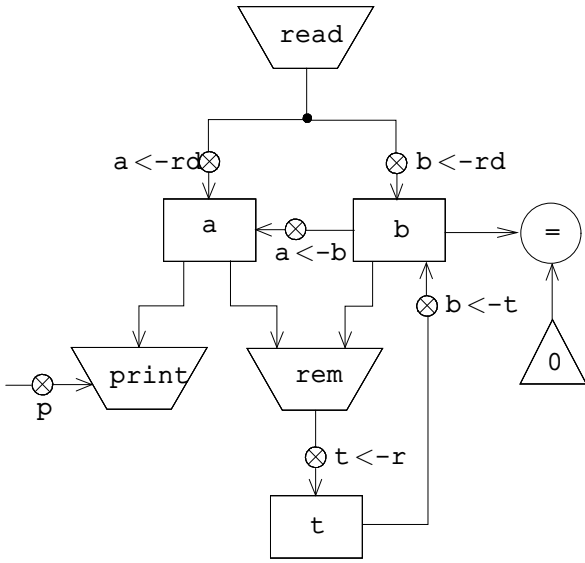 read
a<-rd
b<-rd
a
b
=
a<-b
b<-t
print
rem
0
p
t<-r
t